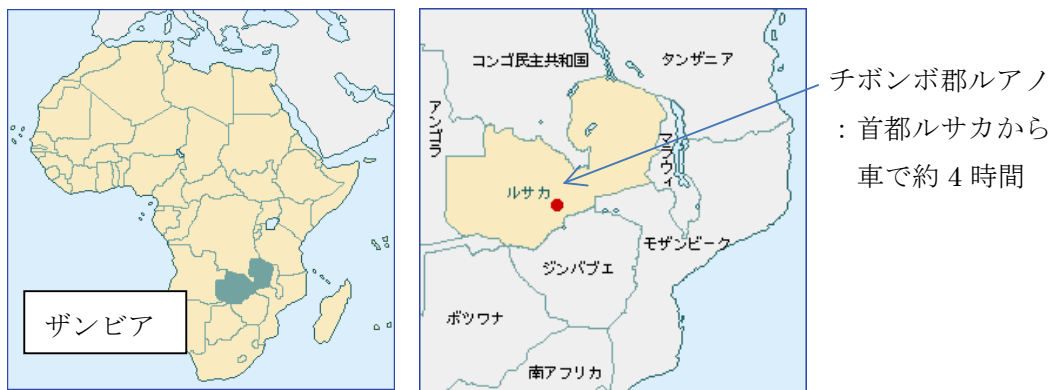 ザンビア
コンゴ民主共和国
タンザニア
アンゴラ
マラウィ
ルサカ
モザンビーク
ジンバブエ
ボツワナ
南アフリカ
チボンボ郡ルアノ
：首都ルサカから
車で約 4 時間